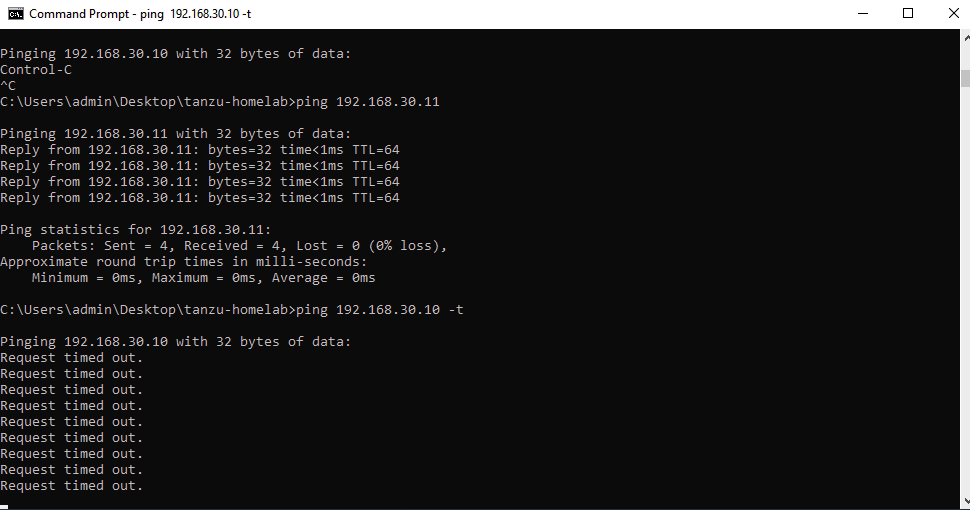 Command Prompt - ping  192.168.30.10 -t
Pinging 192.168.30.10 with 32 bytes of data:
Control-C
^C
C:\Users\admin\Desktop\tanzu-homelab>ping 192.168.30.11
Pinging 192.168.30.11 with 32 bytes of data:
Reply from 192.168.30.11: bytes=32 time<1ms TTL=64
Reply from 192.168.30.11: bytes=32 time<1ms TTL=64
Reply from 192.168.30.11: bytes=32 time<1ms TTL=64
Reply from 192.168.30.11: bytes=32 time<1ms TTL=64
Ping statistics for 192.168.30.11:
    Packets: Sent = 4, Received = 4, Lost = 0 (0% loss),
Approximate round trip times in milli-seconds:
    Minimum = 0ms, Maximum = 0ms, Average = 0ms
C:\Users\admin\Desktop\tanzu-homelab>ping 192.168.30.10 -t
Pinging 192.168.30.10 with 32 bytes of data:
Request timed out.
Request timed out.
Request timed out.
Request timed out.
Request timed out.
Request timed out.
Request timed out.
Request timed out.
Request timed out.